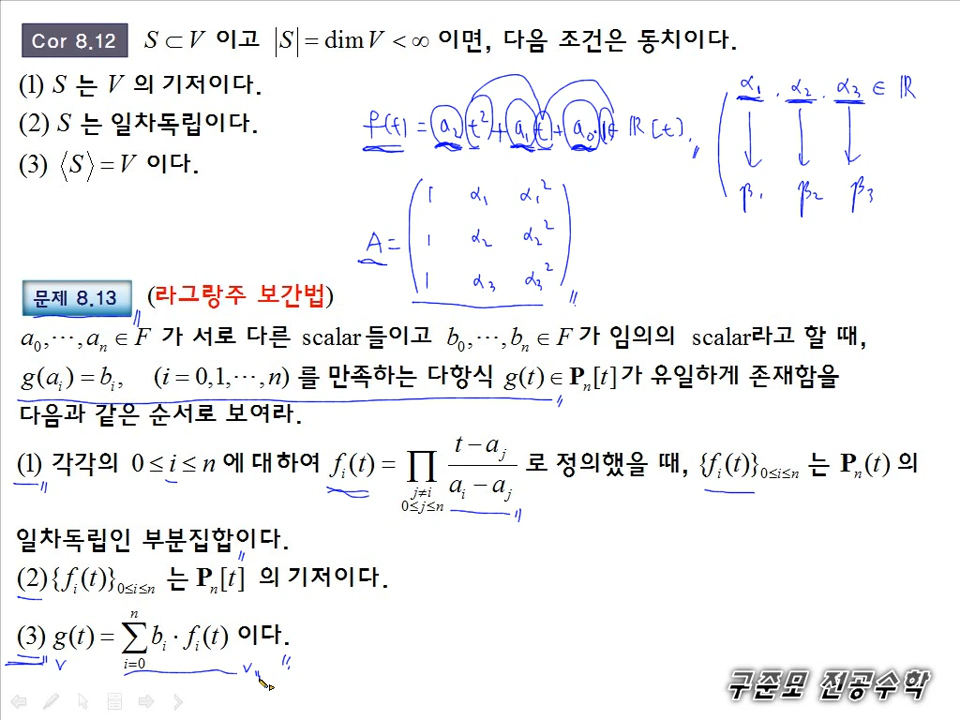 Cor 8.12 S ⊂ V 이고 |S| = dim V < ∞ 이면, 다음 조건은 동치이다.
(1) S 는 V 의 기저이다.
(2) S 는 일차독립이다.
(3) ⟨S⟩ = V 이다.
f(t) = a₂t² + a₁t + a₀·1 ∈ ℝ[t].
α₁, α₂, α₃ ∈ ℝ
β₁ β₂ β₃
A =
1 α₁ α₁²
1 α₂ α₂²
1 α₃ α₃²
문제 8.13 (라그랑주 보간법)
a₀, ⋯, aₙ ∈ F 가 서로 다른 scalar 들이고 b₀, ⋯, bₙ ∈ F 가 임의의 scalar라고 할 때,
g(aᵢ) = bᵢ, (i = 0,1, ⋯, n) 를 만족하는 다항식 g(t) ∈ Pₙ[t] 가 유일하게 존재함을
다음과 같은 순서로 보여라.
(1) 각각의 0 ≤ i ≤ n 에 대하여 fᵢ(t) = ∏_{j≠i, 0≤j≤n} (t − aⱼ)/(aᵢ − aⱼ) 로 정의했을 때, {fᵢ(t)}_{0≤i≤n} 는 Pₙ(t) 의
일차독립인 부분집합이다.
(2) {fᵢ(t)}_{0≤i≤n} 는 Pₙ[t] 의 기저이다.
(3) g(t) = ∑_{i=0}^{n} bᵢ · fᵢ(t) 이다.
구준모 전공수학